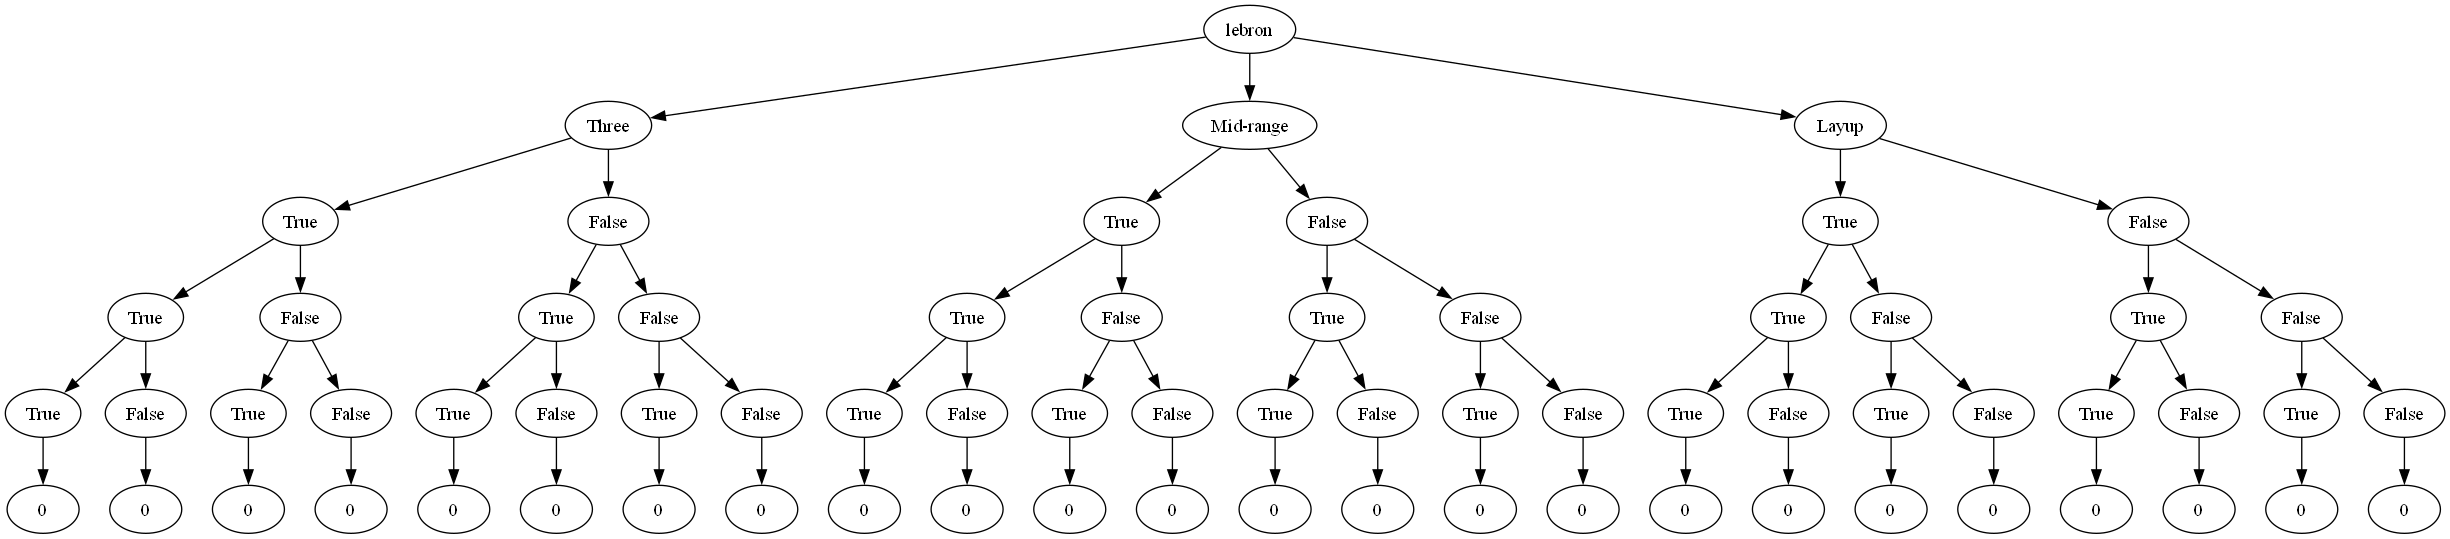 lebron
Three Mid-range Layup
True False True False True False
True False True False True False True False True False True False
True False True False True False True False True False True False True False True False True False True False True False True False
0 0 0 0 0 0 0 0 0 0 0 0 0 0 0 0 0 0 0 0 0 0 0 0